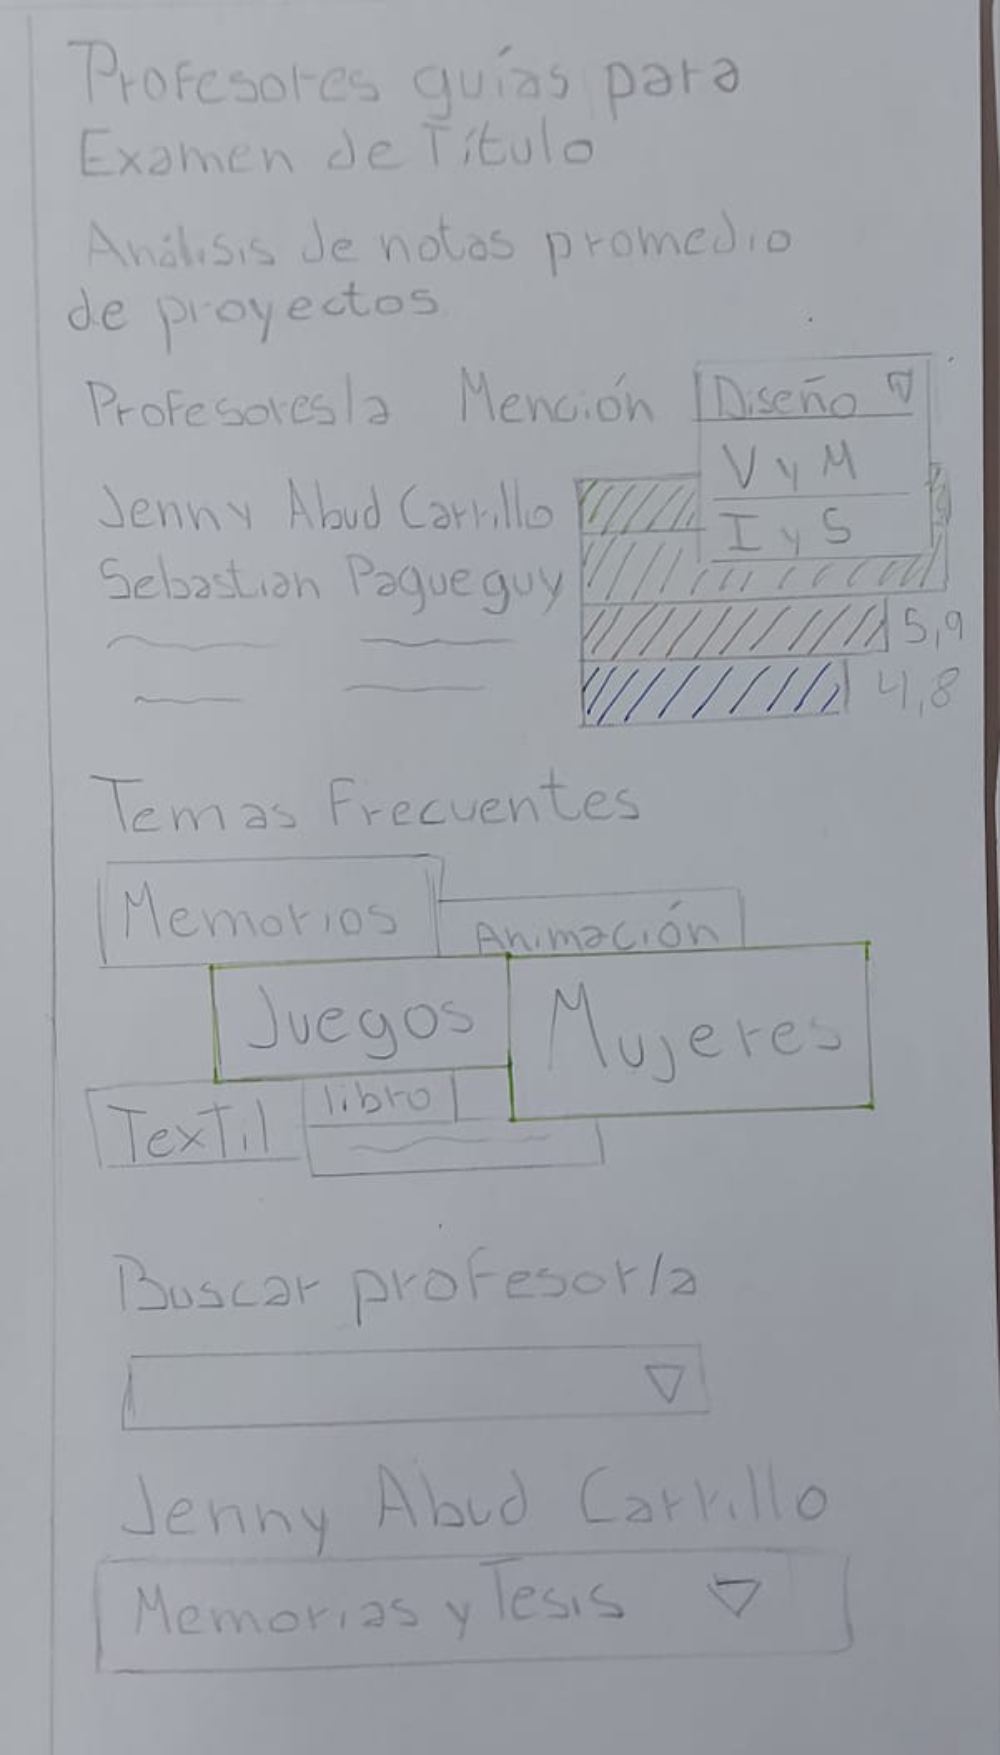 Profesores guías para
Examen de Título
Análisis de notas promedio
de proyectos
Profesores/a Mención Diseño
V y M
I y S
Jenny Abud Carrillo
Sebastian Pagueguy
5,9
4,8
Temas Frecuentes
Memorios
Animación
Juegos
Mujeres
Textil
libro
Buscar profesor/a
Jenny Abud Carrillo
Memorias y Tesis